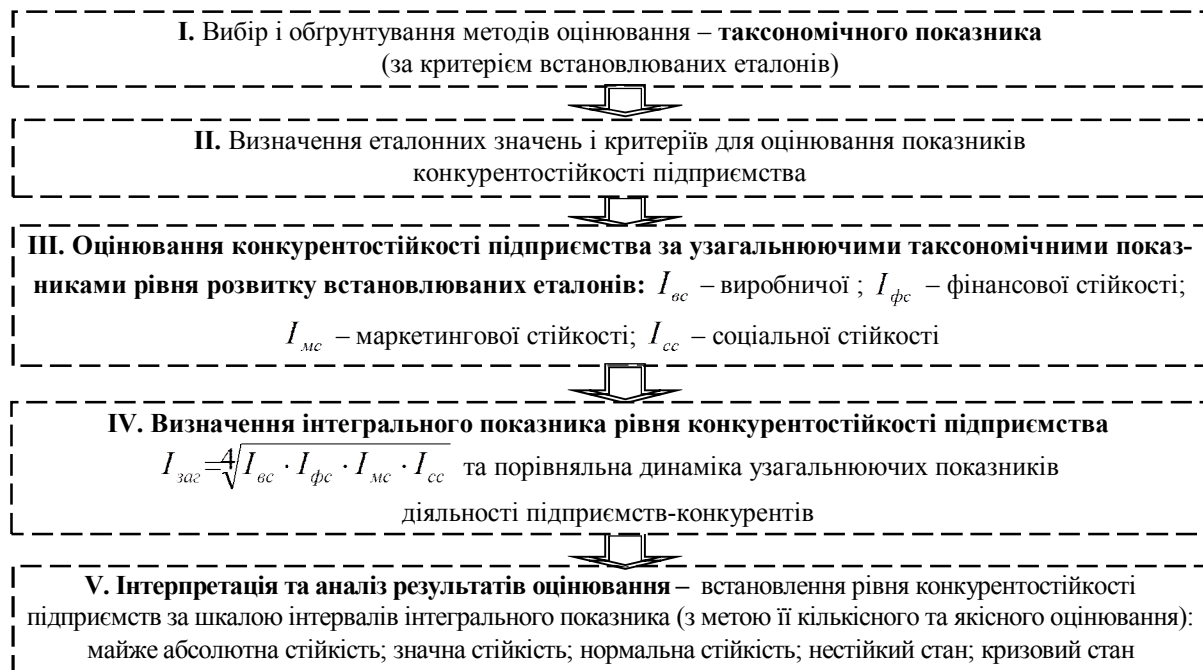 I. Вибір і обґрунтування методів оцінювання – таксономічного показника
(за критерієм встановлюваних еталонів)
II. Визначення еталонних значень і критеріїв для оцінювання показників
конкурентостійкості підприємства
III. Оцінювання конкурентостійкості підприємства за узагальнюючими таксономічними показ-
никами рівня розвитку встановлюваних еталонів: I_вс – виробничої ; I_фс – фінансової стійкості;
I_мс – маркетингової стійкості; I_сс – соціальної стійкості
IV. Визначення інтегрального показника рівня конкурентостійкості підприємства
I_заг = ∜(I_вс · I_фс · I_мс · I_сс) та порівняльна динаміка узагальнюючих показників
діяльності підприємств-конкурентів
V. Інтерпретація та аналіз результатів оцінювання – встановлення рівня конкурентостійкості
підприємств за шкалою інтервалів інтегрального показника (з метою її кількісного та якісного оцінювання):
майже абсолютна стійкість; значна стійкість; нормальна стійкість; нестійкий стан; кризовий стан